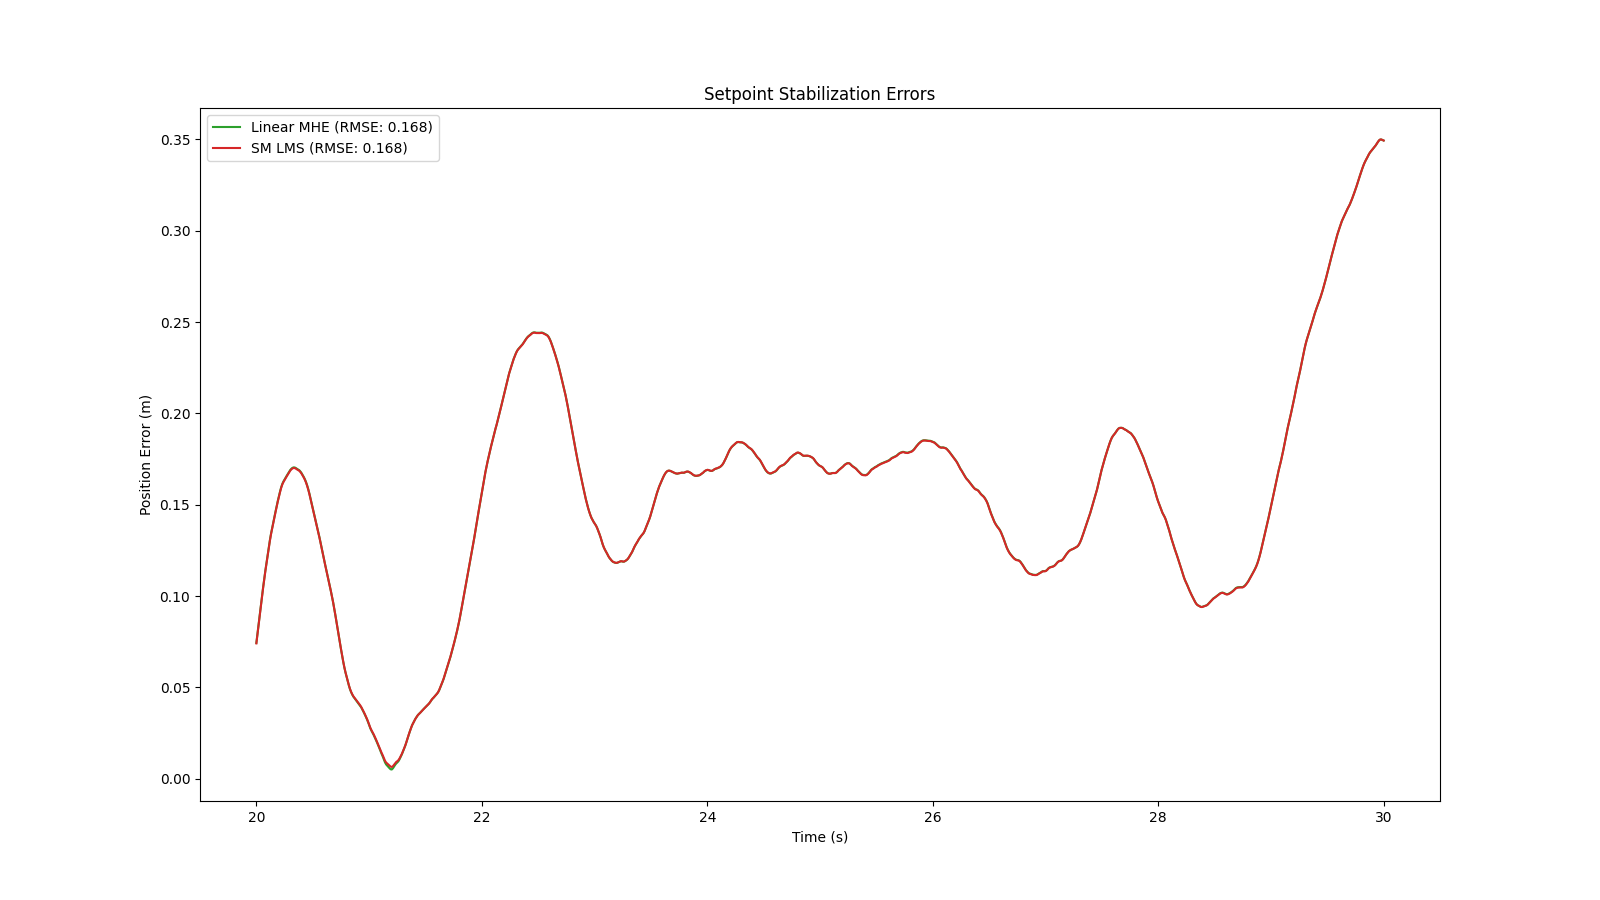 Setpoint Stabilization Errors
Linear MHE (RMSE: 0.168)
SM LMS (RMSE: 0.168)
0.35
0.30
0.25
0.20
0.15
0.10
0.05
0.00
Position Error (m)
20 22 24 26 28 30
Time (s)